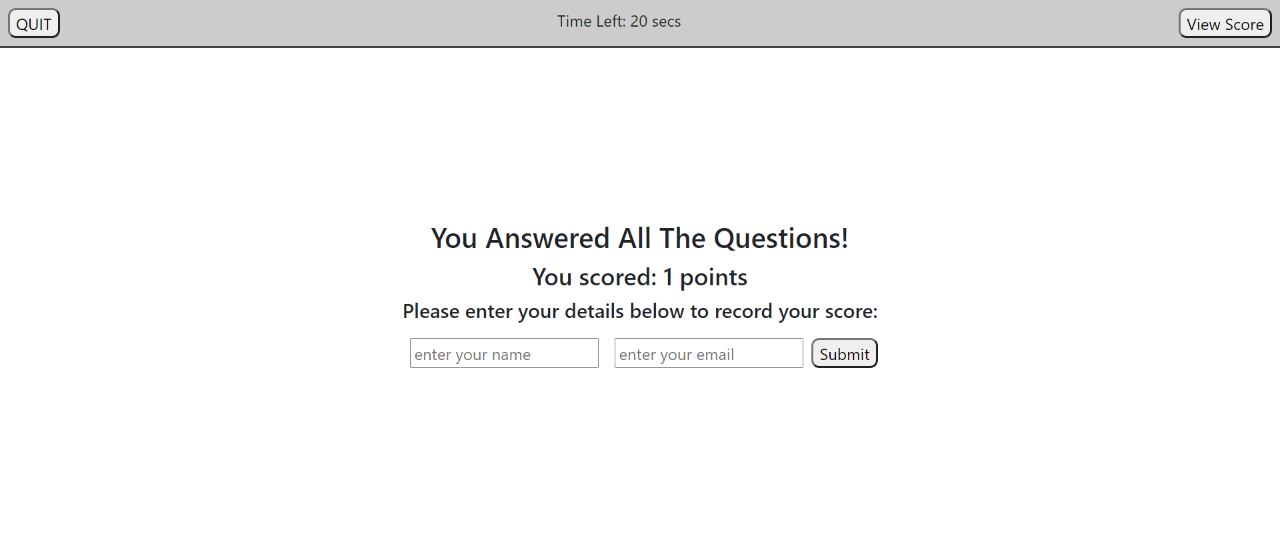 QUIT
Time Left: 20 secs
View Score
You Answered All The Questions!
You scored: 1 points
Please enter your details below to record your score:
enter your name
enter your email
Submit